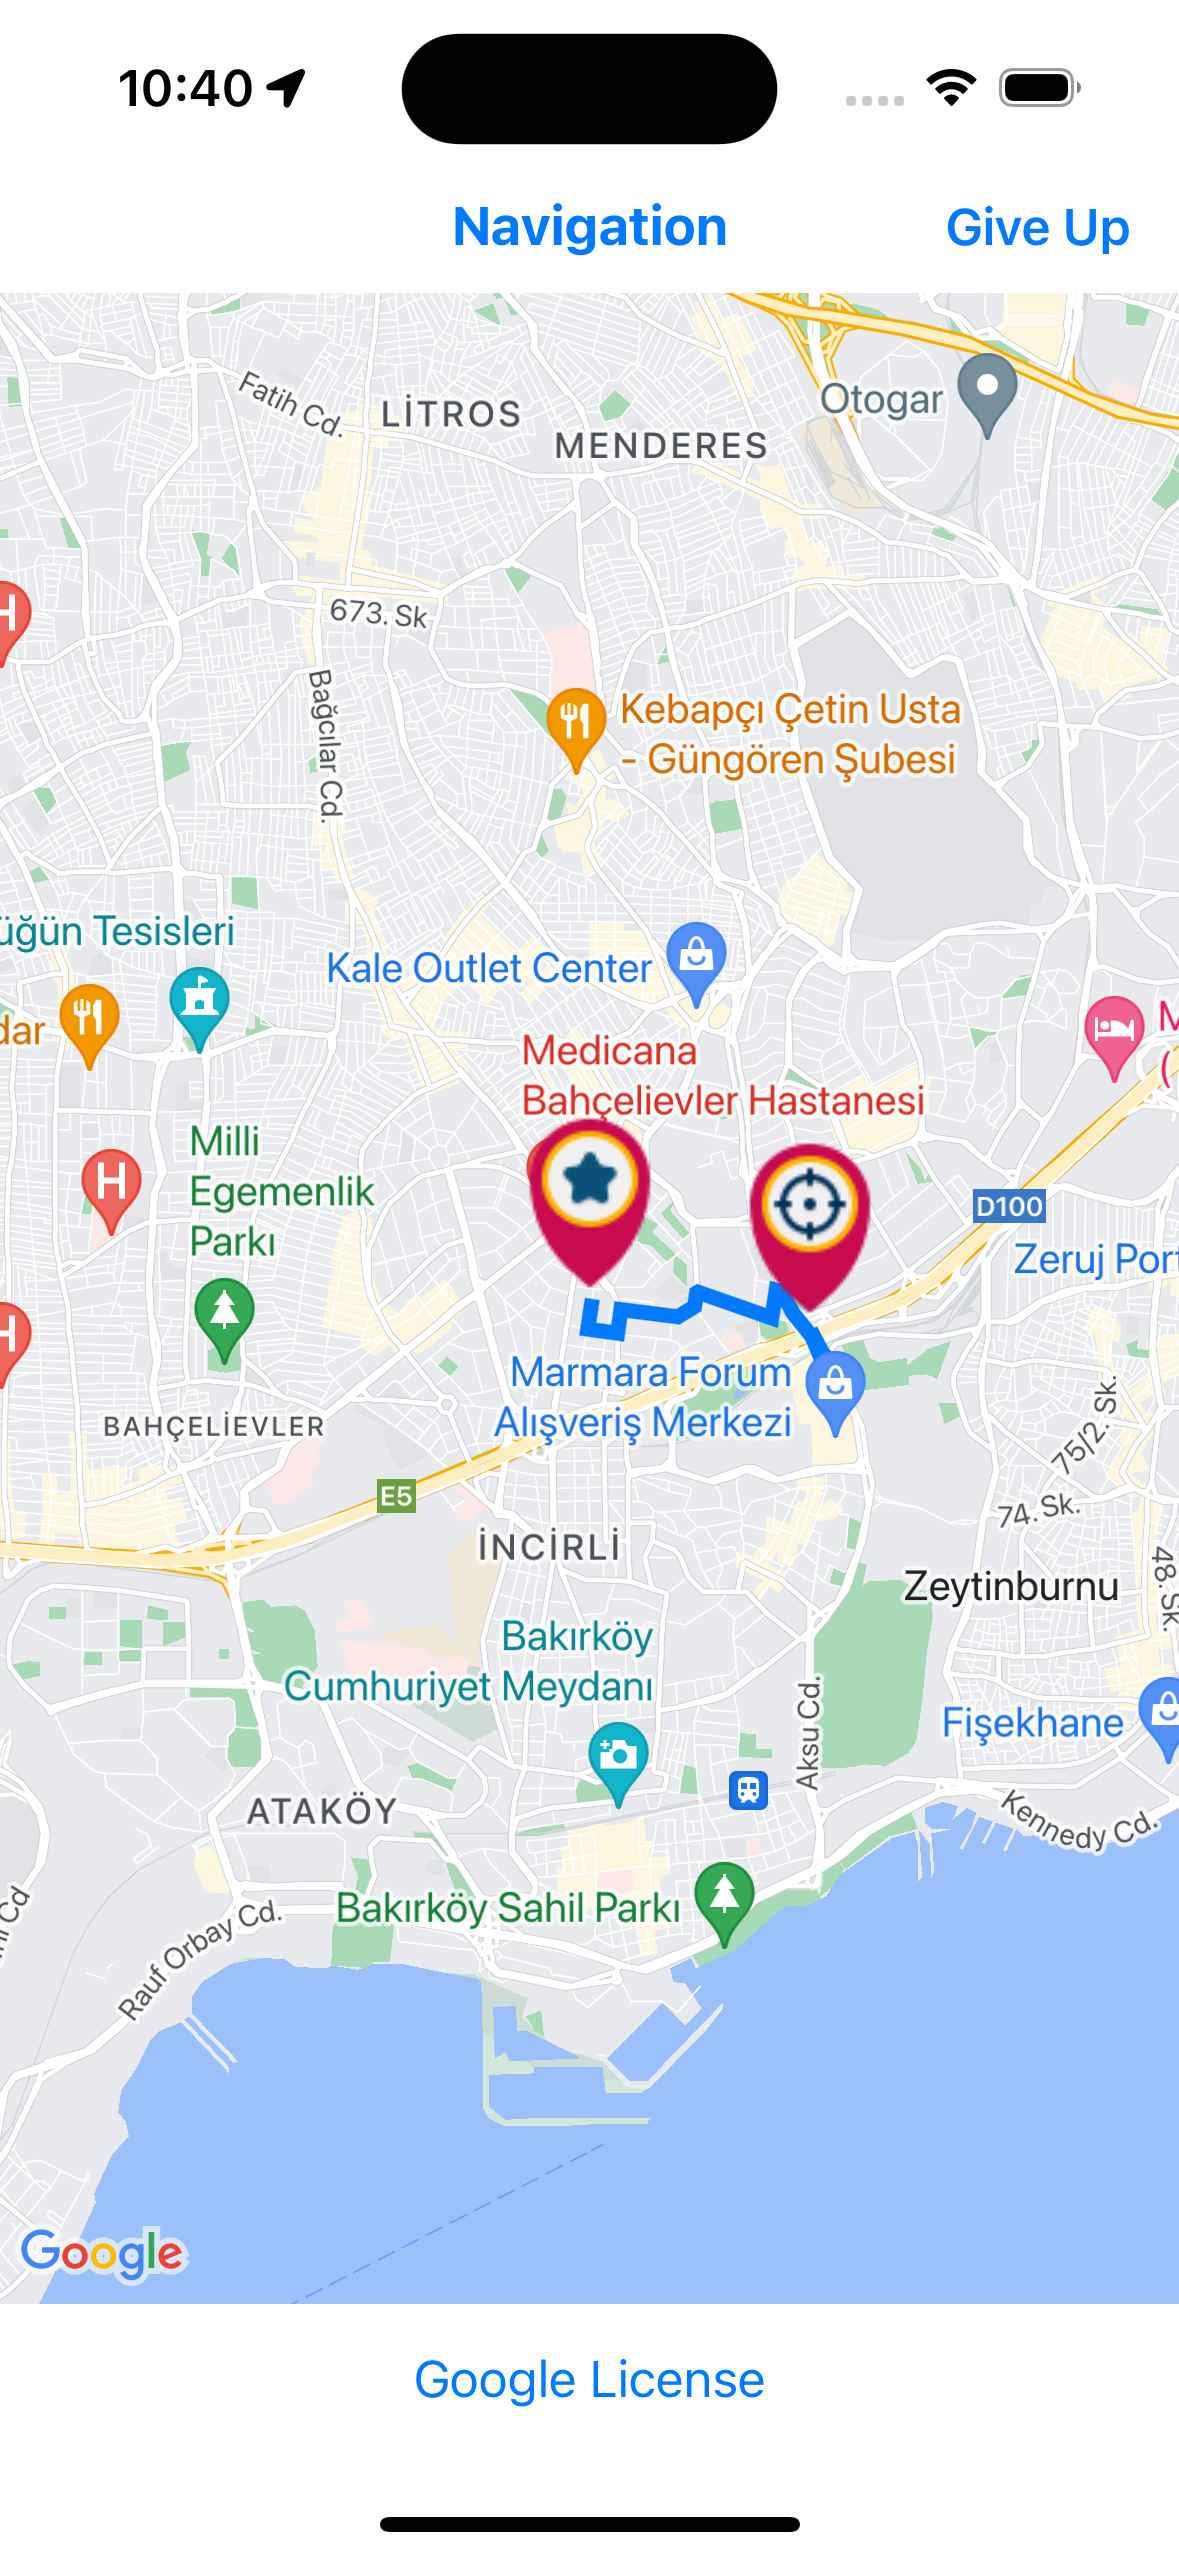 10:40
Navigation
Give Up
Fatih Cd.
LİTROS
Otogar
MENDERES
H
673. Sk
Bağcılar Cd.
Kebapçı Çetin Usta
- Güngören Şubesi
üğün Tesisleri
Kale Outlet Center
dar
M
(
Medicana
Bahçelievler Hastanesi
Milli
Egemenlik
Parkı
H
D100
Zeruj Port
H
Marmara Forum
Alışveriş Merkezi
BAHÇELİEVLER
75/2. Sk.
E5
74. Sk.
İNCİRLİ
48. Sk.
Zeytinburnu
Bakırköy
Cumhuriyet Meydanı
Aksu Cd.
Fişekhane
ATAKÖY
Kennedy Cd.
Bakırköy Sahil Parkı
Rauf Orbay Cd.
Cd
Google
Google License